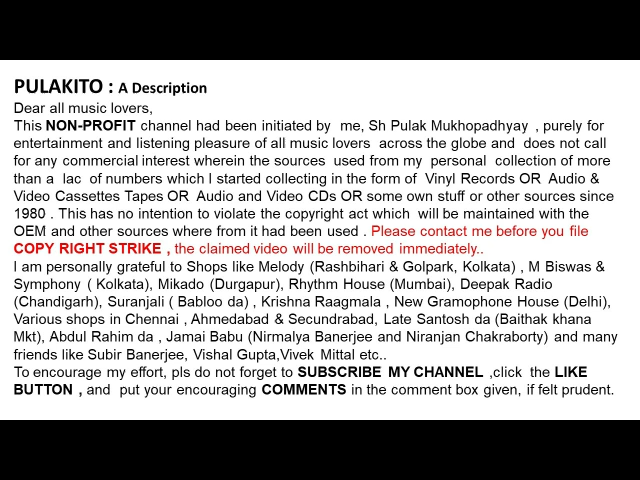 PULAKITO : A Description
Dear all music lovers,
This NON-PROFIT channel had been initiated by me, Sh Pulak Mukhopadhyay , purely for
entertainment and listening pleasure of all music lovers across the globe and does not call
for any commercial interest wherein the sources used from my personal collection of more
than a lac of numbers which I started collecting in the form of Vinyl Records OR Audio &
Video Cassettes Tapes OR Audio and Video CDs OR some own stuff or other sources since
1980 . This has no intention to violate the copyright act which will be maintained with the
OEM and other sources where from it had been used . Please contact me before you file
COPY RIGHT STRIKE , the claimed video will be removed immediately..
I am personally grateful to Shops like Melody (Rashbihari & Golpark, Kolkata) , M Biswas &
Symphony ( Kolkata), Mikado (Durgapur), Rhythm House (Mumbai), Deepak Radio
(Chandigarh), Suranjali ( Babloo da) , Krishna Raagmala , New Gramophone House (Delhi),
Various shops in Chennai , Ahmedabad & Secundrabad, Late Santosh da (Baithak khana
Mkt), Abdul Rahim da , Jamai Babu (Nirmalya Banerjee and Niranjan Chakraborty) and many
friends like Subir Banerjee, Vishal Gupta,Vivek Mittal etc..
To encourage my effort, pls do not forget to SUBSCRIBE MY CHANNEL ,click the LIKE
BUTTON , and put your encouraging COMMENTS in the comment box given, if felt prudent.